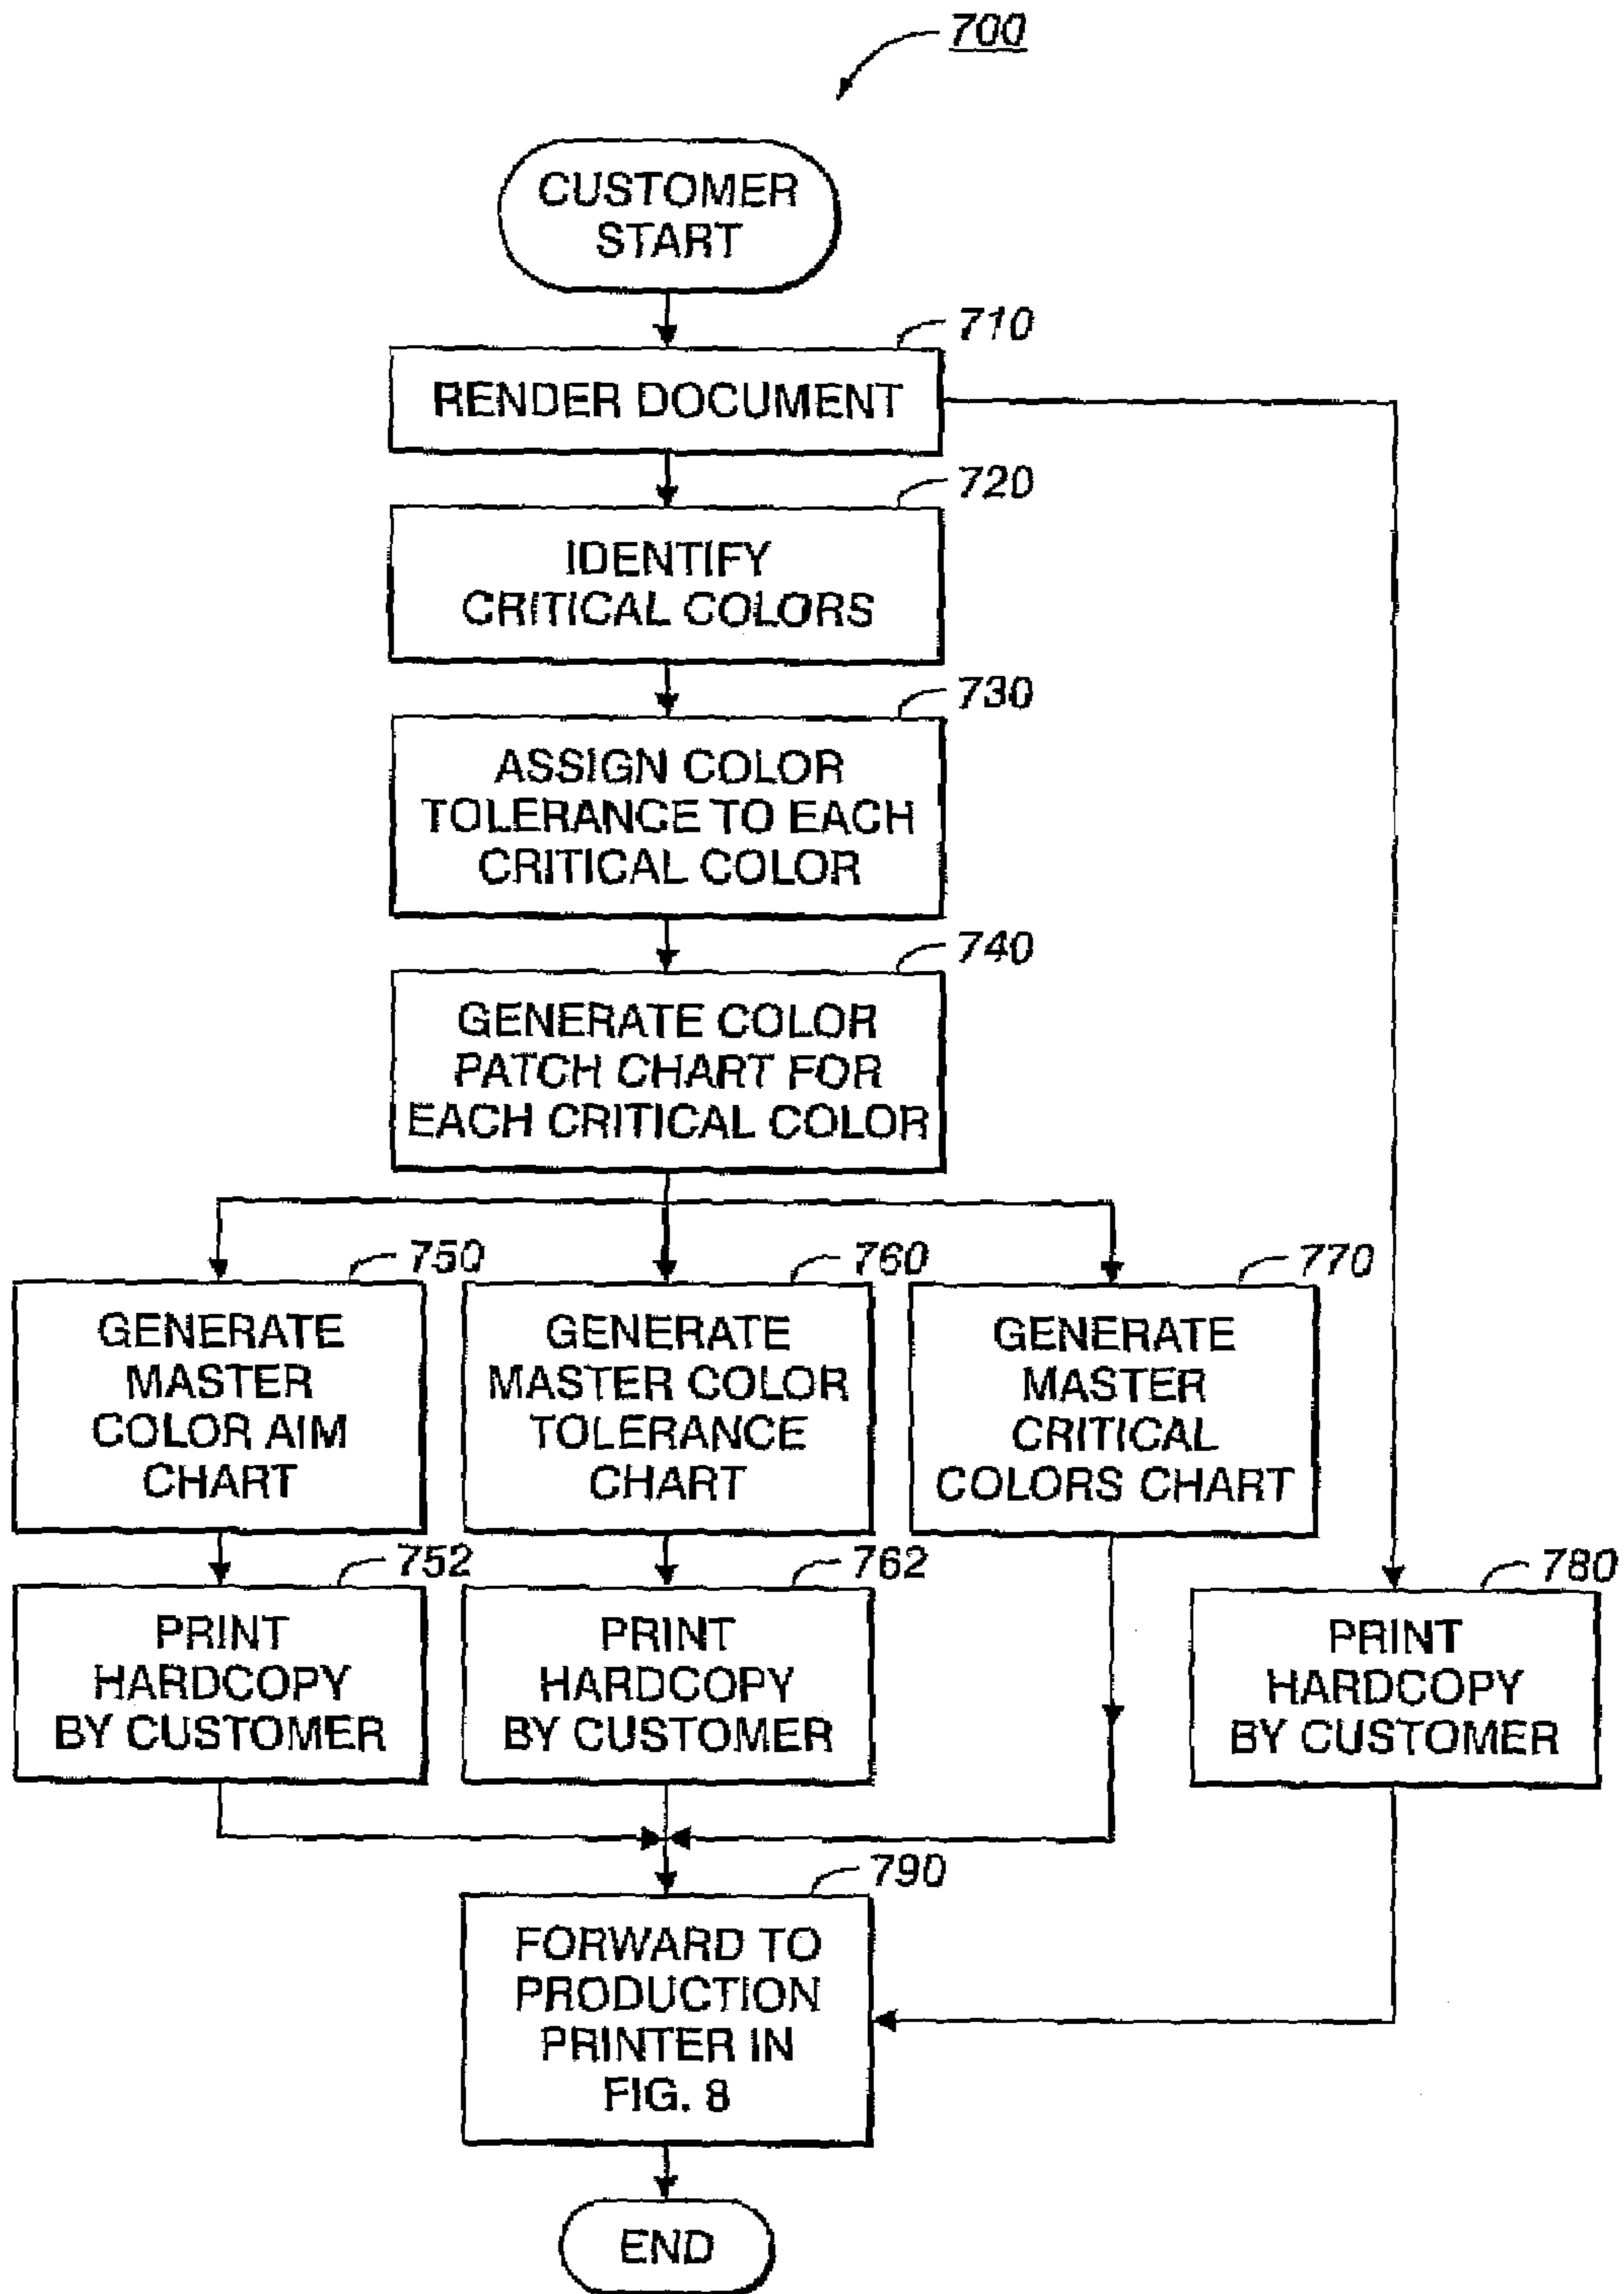 700
CUSTOMER
START
710
RENDER DOCUMENT
720
IDENTIFY
CRITICAL COLORS
730
ASSIGN COLOR
TOLERANCE TO EACH
CRITICAL COLOR
740
GENERATE COLOR
PATCH CHART FOR
EACH CRITICAL COLOR
750
GENERATE
MASTER
COLOR AIM
CHART
760
GENERATE
MASTER COLOR
TOLERANCE
CHART
770
GENERATE
MASTER
CRITICAL
COLORS CHART
752
PRINT
HARDCOPY
BY CUSTOMER
762
PRINT
HARDCOPY
BY CUSTOMER
780
PRINT
HARDCOPY
BY CUSTOMER
790
FORWARD TO
PRODUCTION
PRINTER IN
FIG. 8
END